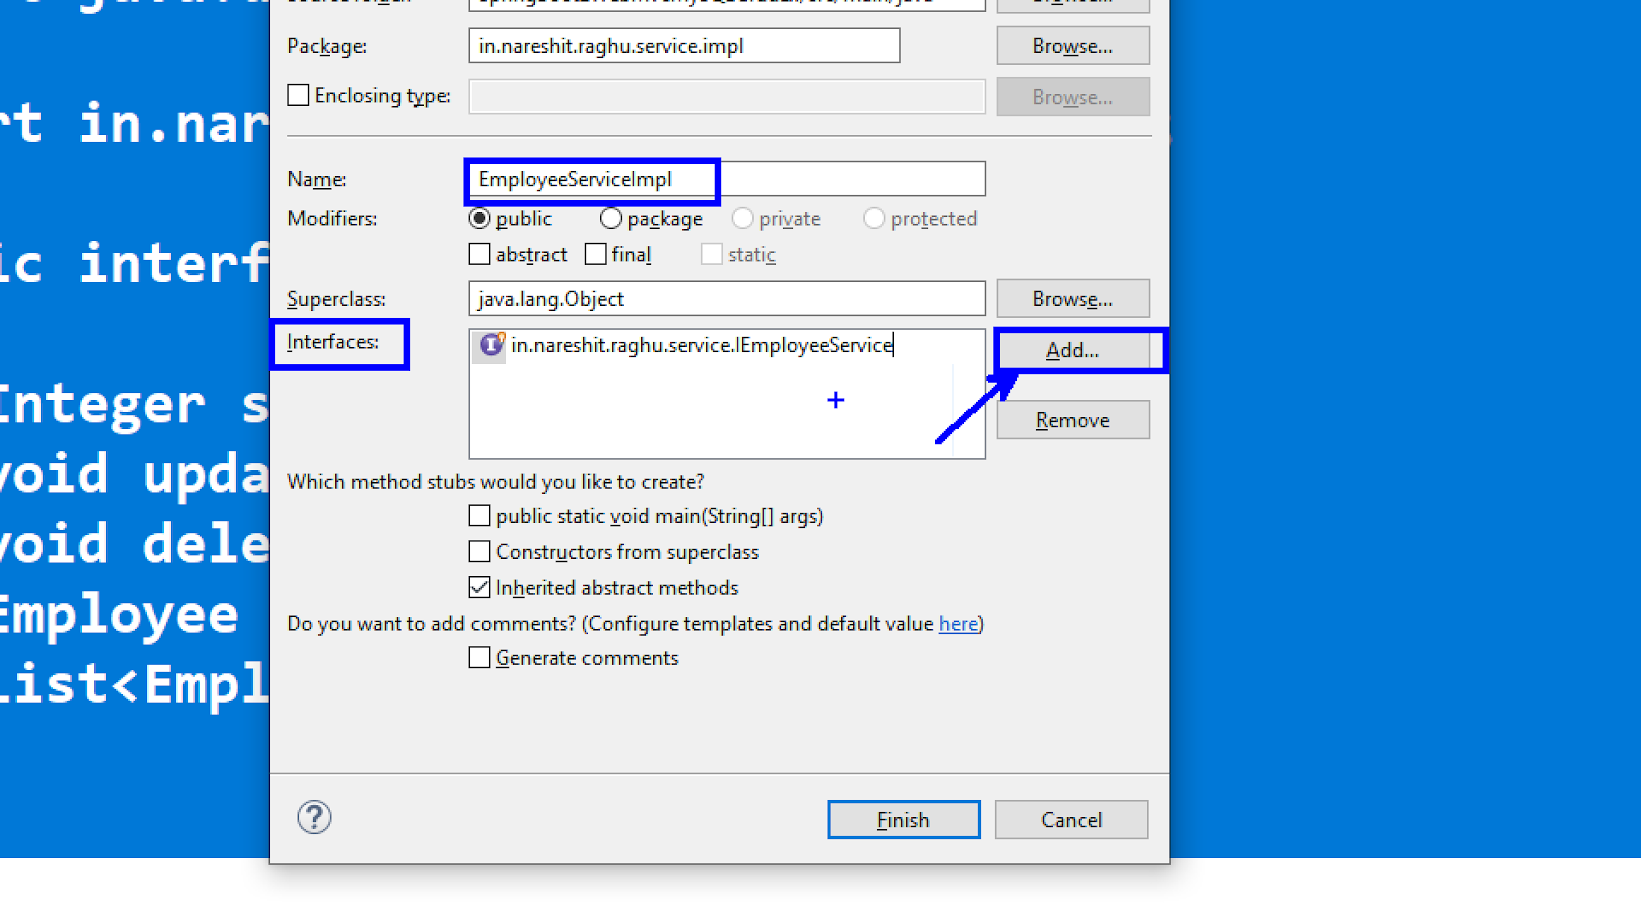 Package: in.nareshit.raghu.service.impl Browse...
Enclosing type: Browse...
rt in.nar
Name: EmployeeServiceImpl
Modifiers: public package private protected
abstract final static
ic interf
Superclass: java.lang.Object Browse...
Interfaces: in.nareshit.raghu.service.IEmployeeService Add...
Integer s
Remove
void upda
Which method stubs would you like to create?
public static void main(String[] args)
void dele
Constructors from superclass
Inherited abstract methods
Employee
Do you want to add comments? (Configure templates and default value here)
Generate comments
List<Empl
? Finish Cancel